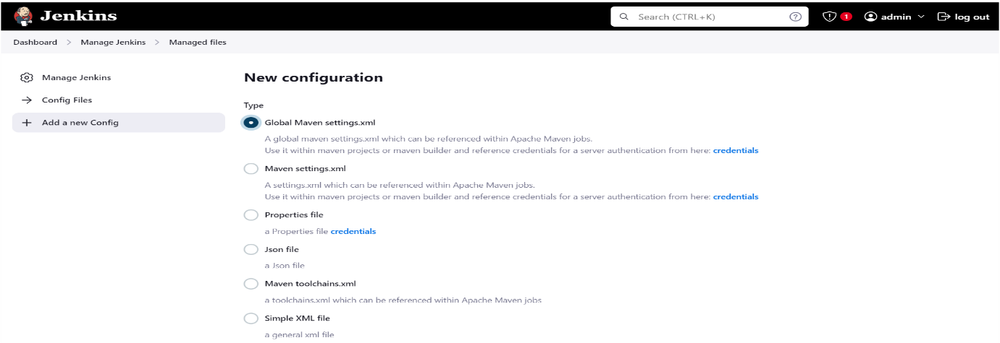 Jenkins
Search (CTRL+K)
1
admin
log out
Dashboard > Manage Jenkins > Managed files
Manage Jenkins
Config Files
Add a new Config
New configuration
Type
Global Maven settings.xml
A global maven settings.xml which can be referenced within Apache Maven jobs.
Use it within maven projects or maven builder and reference credentials for a server authentication from here: credentials
Maven settings.xml
A settings.xml which can be referenced within Apache Maven jobs.
Use it within maven projects or maven builder and reference credentials for a server authentication from here: credentials
Properties file
a Properties file credentials
Json file
a Json file
Maven toolchains.xml
a toolchains.xml which can be referenced within Apache Maven jobs
Simple XML file
a general xml file